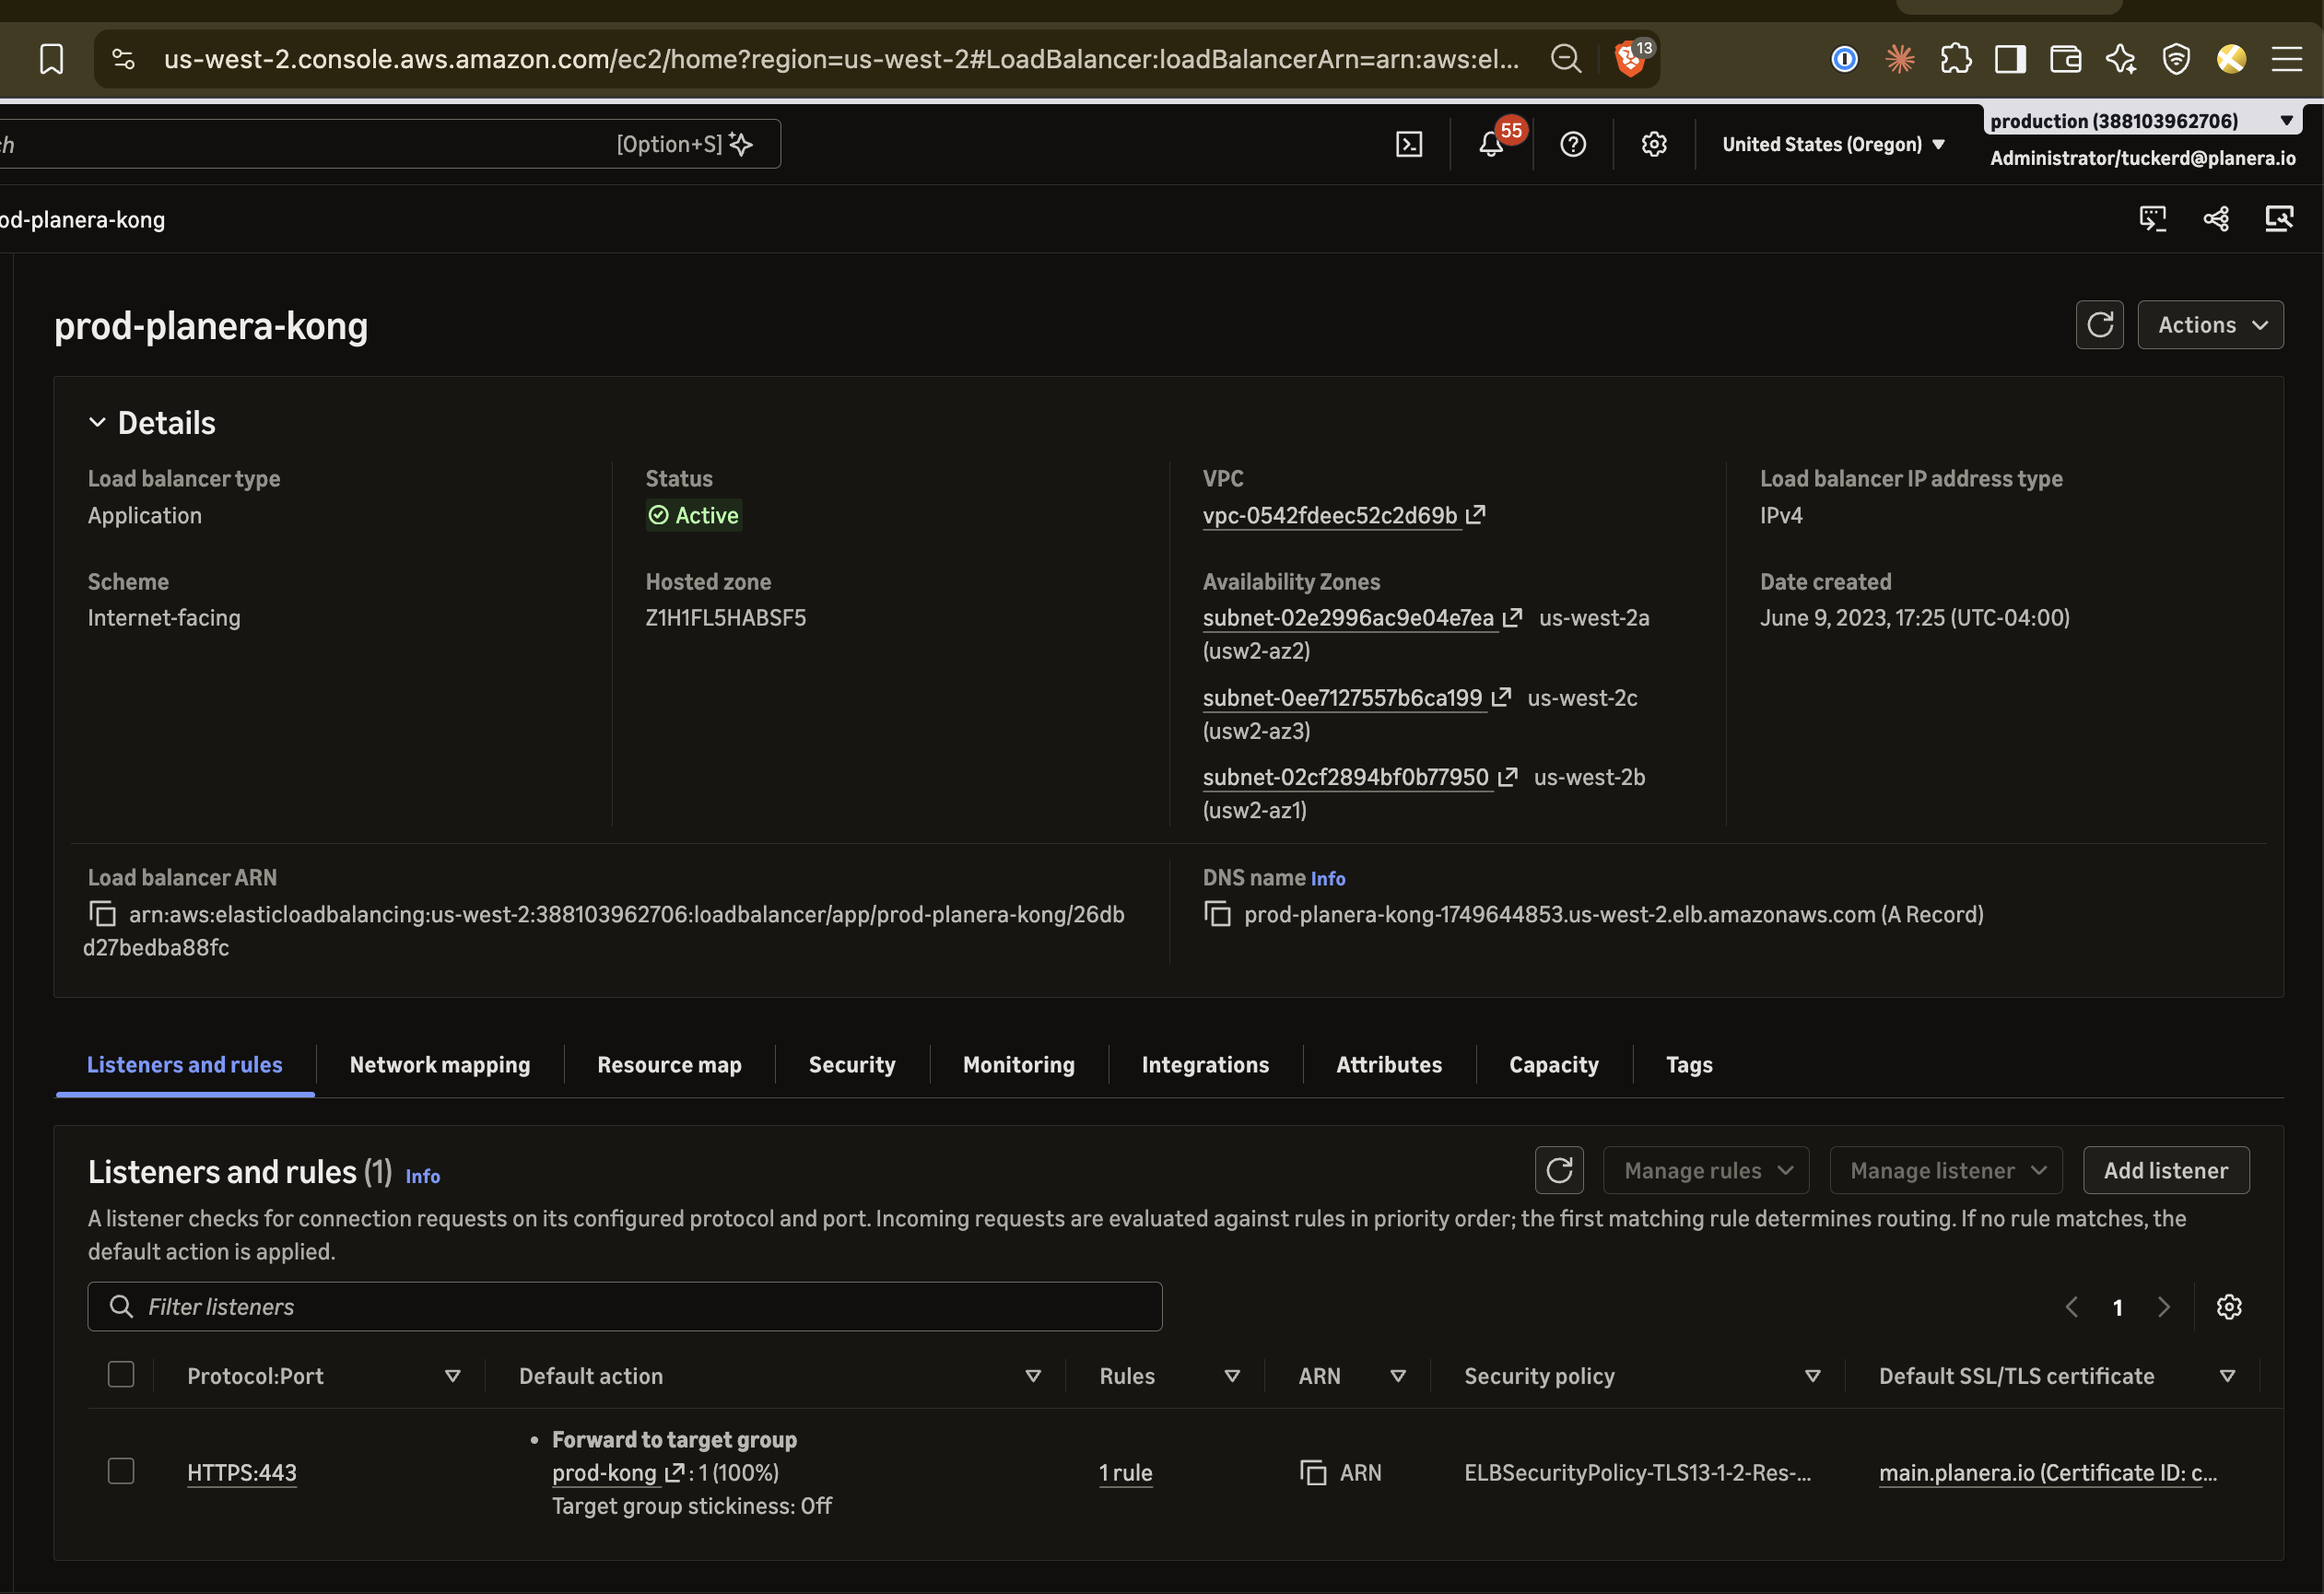 us-west-2.console.aws.amazon.com/ec2/home?region=us-west-2#LoadBalancer:loadBalancerArn=arn:aws:el...
13
[Option+S]
55
United States (Oregon)
production (388103962706)
Administrator/tuckerd@planera.io
od-planera-kong
prod-planera-kong
Actions
Details
Load balancer type
Application
Status
Active
VPC
vpc-0542fdeec52c2d69b
Load balancer IP address type
IPv4
Scheme
Internet-facing
Hosted zone
Z1H1FL5HABSF5
Availability Zones
subnet-02e2996ac9e04e7ea us-west-2a
(usw2-az2)
subnet-0ee7127557b6ca199 us-west-2c
(usw2-az3)
subnet-02cf2894bf0b77950 us-west-2b
(usw2-az1)
Date created
June 9, 2023, 17:25 (UTC-04:00)
Load balancer ARN
arn:aws:elasticloadbalancing:us-west-2:388103962706:loadbalancer/app/prod-planera-kong/26db
d27bedba88fc
DNS name Info
prod-planera-kong-1749644853.us-west-2.elb.amazonaws.com (A Record)
Listeners and rules
Network mapping
Resource map
Security
Monitoring
Integrations
Attributes
Capacity
Tags
Listeners and rules (1) Info
Manage rules
Manage listener
Add listener
A listener checks for connection requests on its configured protocol and port. Incoming requests are evaluated against rules in priority order; the first matching rule determines routing. If no rule matches, the
default action is applied.
Filter listeners
1
Protocol:Port
Default action
Rules
ARN
Security policy
Default SSL/TLS certificate
HTTPS:443
• Forward to target group
prod-kong : 1 (100%)
Target group stickiness: Off
1 rule
ARN
ELBSecurityPolicy-TLS13-1-2-Res-...
main.planera.io (Certificate ID: c...